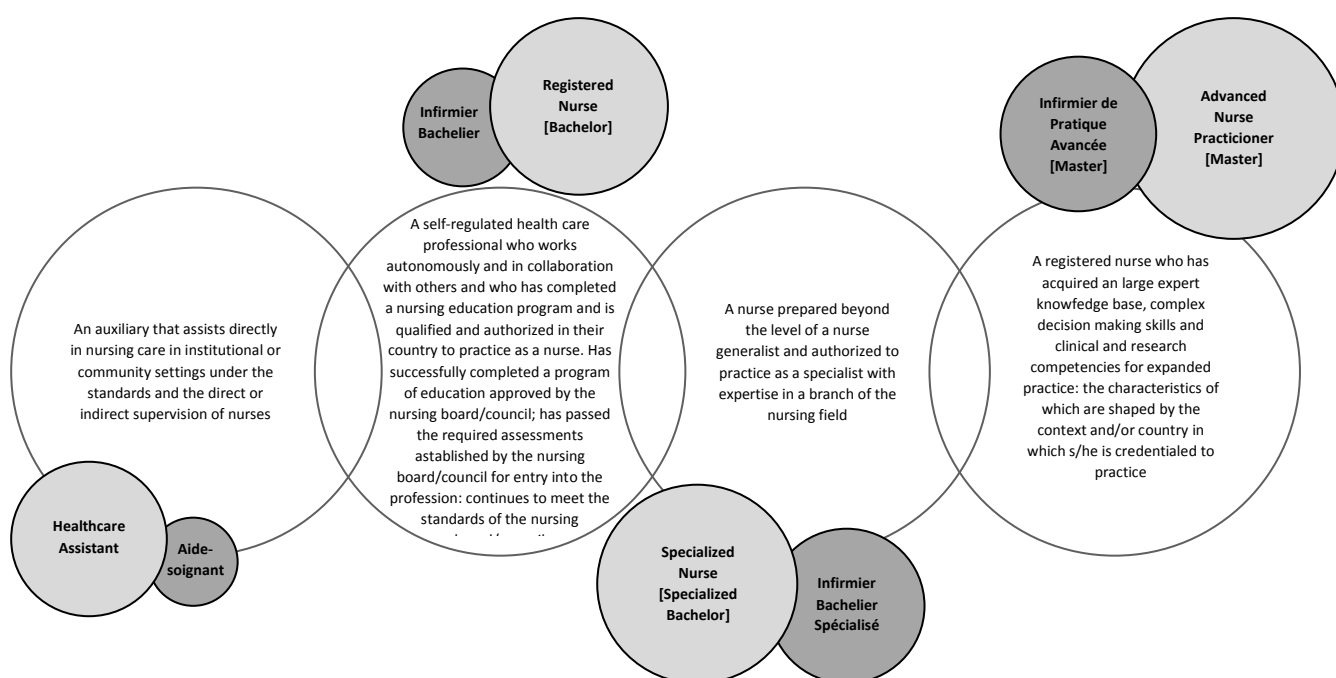 Infirmier
Bachelier
Registered
Nurse
[Bachelor]
Infirmier de
Pratique
Avancée
[Master]
Advanced
Nurse
Practicioner
[Master]
An auxiliary that assists directly
in nursing care in institutional or
community settings under the
standards and the direct or
indirect supervision of nurses
A self-regulated health care
professional who works
autonomously and in collaboration
with others and who has completed
a nursing education program and is
qualified and authorized in their
country to practice as a nurse. Has
successfully completed a program
of education approved by the
nursing board/council; has passed
the required assessments
astablished by the nursing
board/council for entry into the
profession: continues to meet the
standards of the nursing
A nurse prepared beyond
the level of a nurse
generalist and authorized to
practice as a specialist with
expertise in a branch of the
nursing field
A registered nurse who has
acquired an large expert
knowfedge base, complex
decision making skills and
clinical and research
competencies for expanded
practice: the characteristics of
which are shaped by the
context and/or country in
which s/he is credentialed to
practice
Healthcare
Assistant
Aide-
soignant
Specialized
Nurse
[Specialized
Bachelor]
Infirmier
Bachelier
Spécialisé